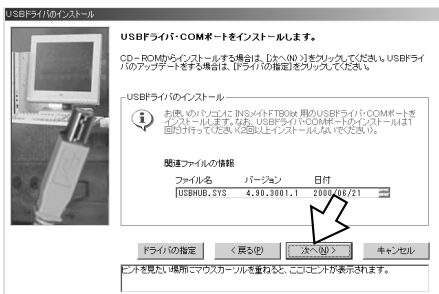 USBドライバのインストール
USBドライバ・COMポートをインストールします。
CD-ROMからインストールする場合は、[次へ(N)>]をクリックしてください。USBドライ
バのアップデートをする場合は、[ドライバの指定]をクリックしてください。
USBドライバのインストール
お使いのパソコンに INSメイトFT80bt 用のUSBドライバ・COMポートを
インストールします。なお、USBドライバ・COMポートのインストールは1
回だけ行ってください(2回以上インストールしないでください)。
関連ファイルの情報
ファイル名 バージョン 日付
USBHUB.SYS 4.90.3001.1 2000/06/21
ドライバの指定 < 戻る(P) 次へ(N) > キャンセル
ヒントを見たい場所にマウスカーソルを重ねると、ここにヒントが表示されます。